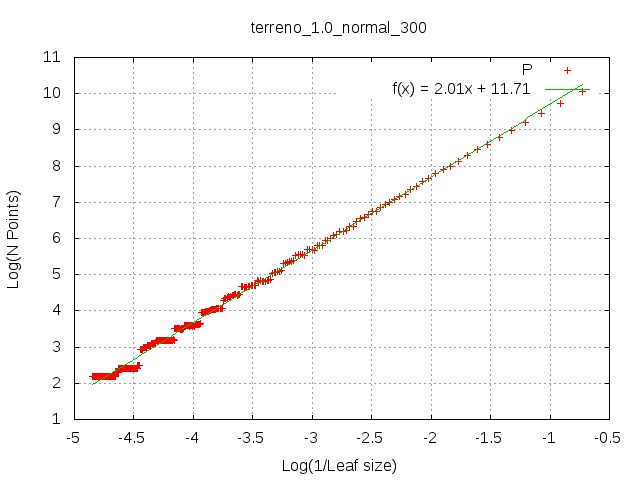 terreno_1.0_normal_300
P
f(x) = 2.01x + 11.71
Log(N Points)
11
10
9
8
7
6
5
4
3
2
1
-5 -4.5 -4 -3.5 -3 -2.5 -2 -1.5 -1 -0.5
Log(1/Leaf size)